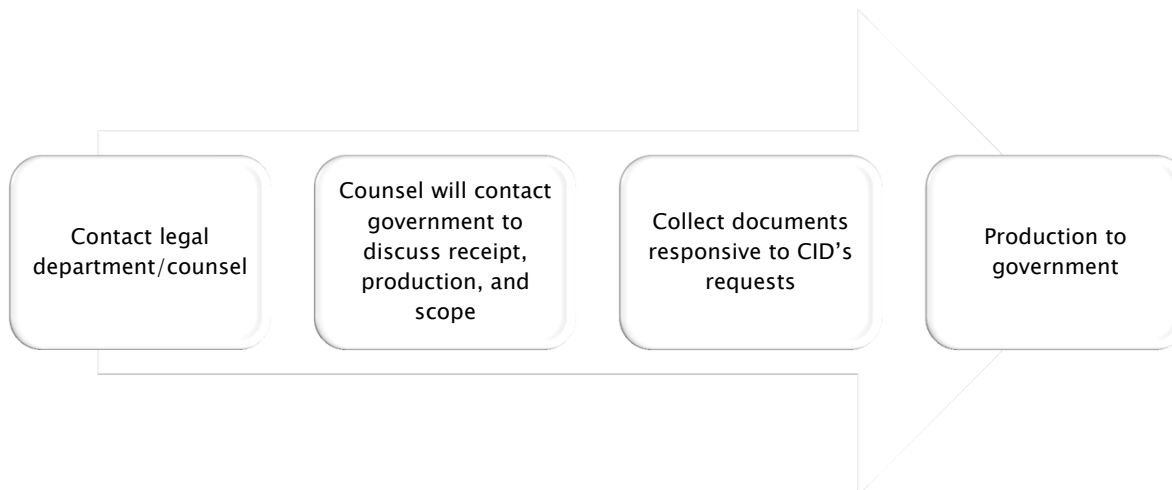 Contact legal
department/counsel
Counsel will contact
government to
discuss receipt,
production, and
scope
Collect documents
responsive to CID’s
requests
Production to
government